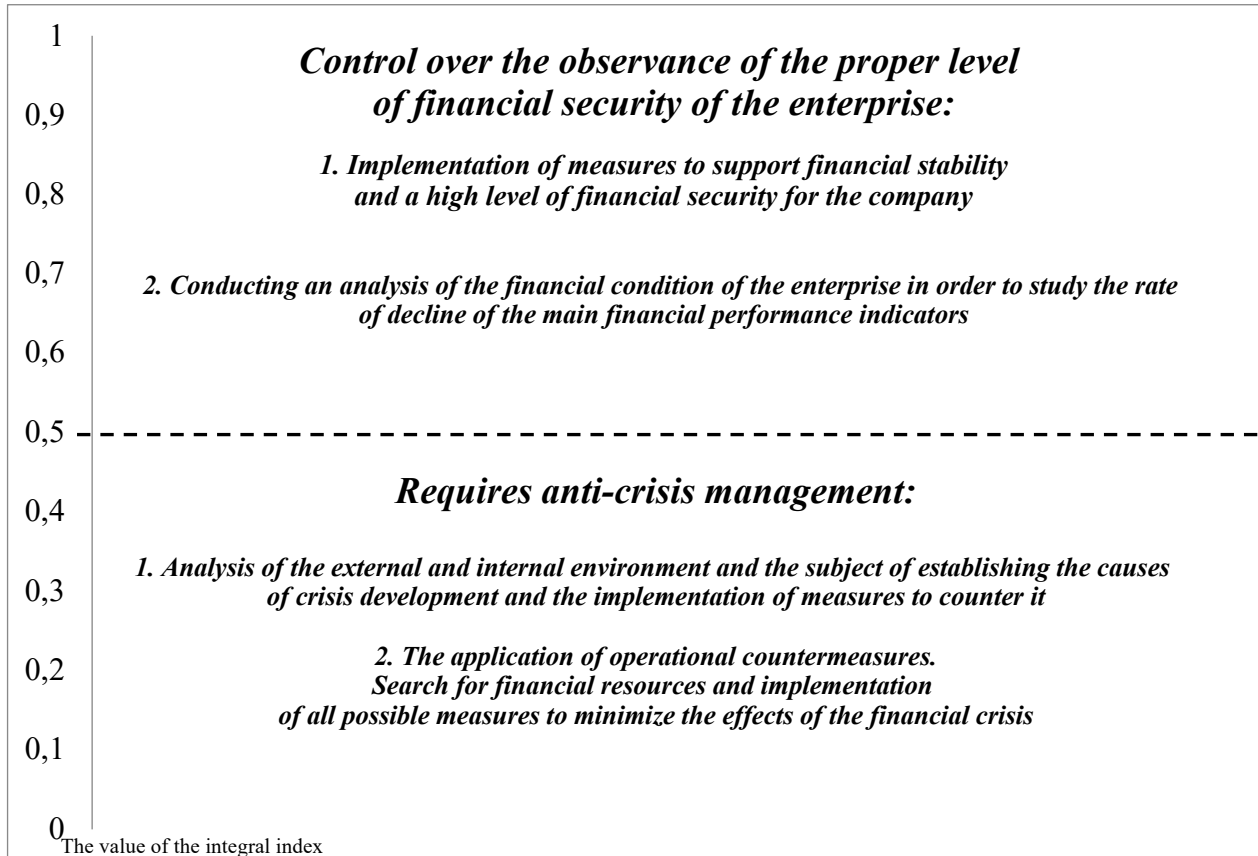 1
Control over the observance of the proper level
of financial security of the enterprise:
0,9
1. Implementation of measures to support financial stability
0,8
and a high level of financial security for the company
0,7
2. Conducting an analysis of the financial condition of the enterprise in order to study the rate
of decline of the main financial performance indicators
0,6
0,5
Requires anti-crisis management:
0,4
1. Analysis of the external and internal environment and the subject of establishing the causes
0,3
of crisis development and the implementation of measures to counter it
2. The application of operational countermeasures.
0,2
Search for financial resources and implementation
of all possible measures to minimize the effects of the financial crisis
0,1
0
The value of the integral index